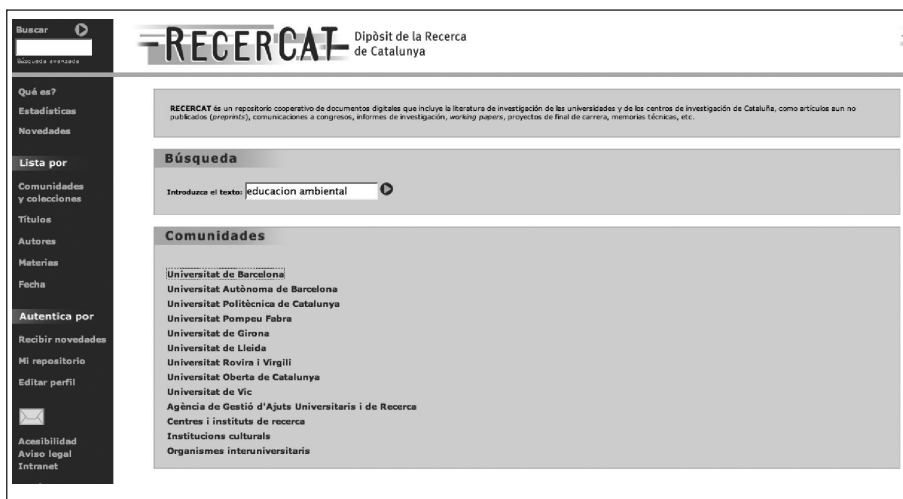 Buscar
Búsqueda avanzada
Qué es?
Estadísticas
Novedades
Lista por
Comunidades
y colecciones
Títulos
Autores
Materias
Fecha
Autentica por
Recibir novedades
Mi repositorio
Editar perfil
Acesibilidad
Aviso legal
Intranet
RECERCAT
Dipòsit de la Recerca
de Catalunya
RECERCAT és un repositorio cooperativo de documentos digitales que incluye la literatura de investigación de las universidades y de los centros de investigación de Cataluña, como artículos aun no
publicados (preprints), comunicaciones a congresos, informes de investigación, working papers, proyectos de final de carrera, memorias técnicas, etc.
Búsqueda
Introduzca el texto: educacion ambiental
Comunidades
Universitat de Barcelona
Universitat Autònoma de Barcelona
Universitat Politècnica de Catalunya
Universitat Pompeu Fabra
Universitat de Girona
Universitat de Lleida
Universitat Rovira i Virgili
Universitat Oberta de Catalunya
Universitat de Vic
Agència de Gestió d'Ajuts Universitaris i de Recerca
Centres i instituts de recerca
Institucions culturals
Organismes interuniversitaris